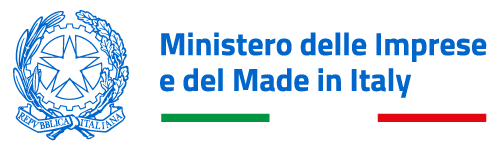 Ministero delle Imprese
e del Made in Italy
REPVBBLICA ITALIANA